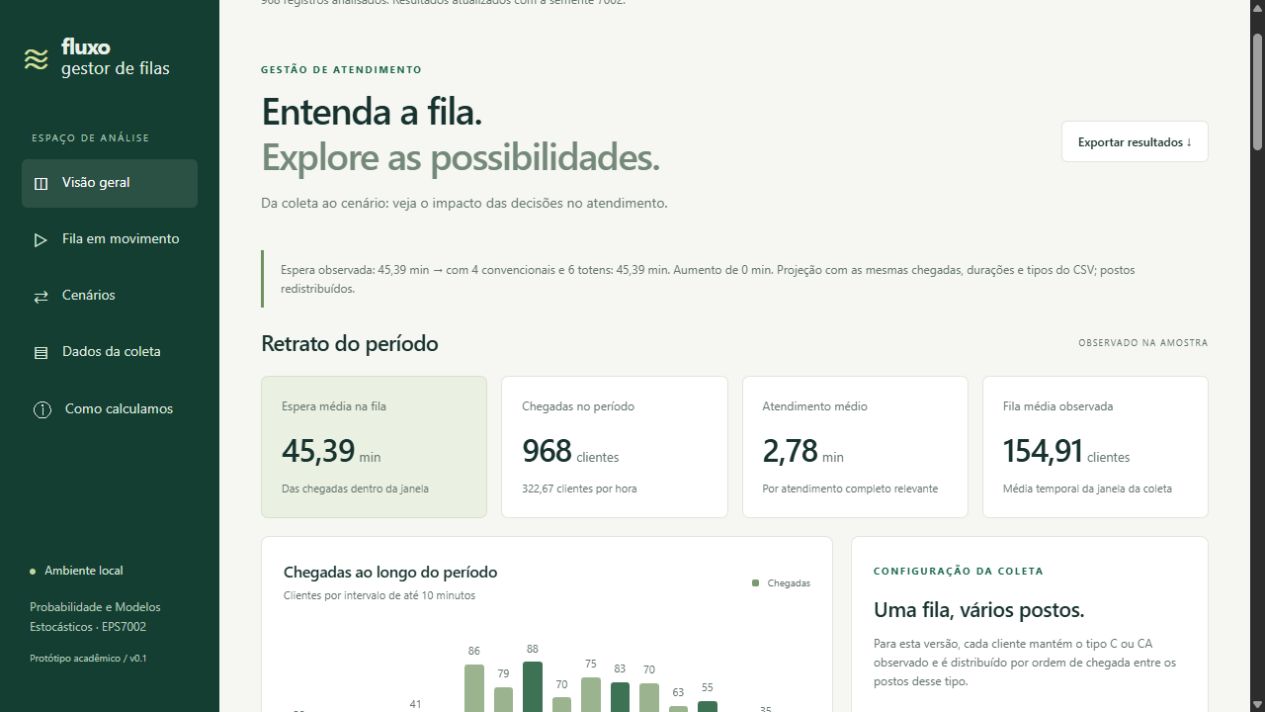 968 registros analisados. Resultados atualizados com a semente 7002.
fluxo
gestor de filas
ESPAÇO DE ANÁLISE
Visão geral
Fila em movimento
Cenários
Dados da coleta
Como calculamos
Ambiente local
Probabilidade e Modelos
Estocásticos · EPS7002
Protótipo acadêmico / v0.1
GESTÃO DE ATENDIMENTO
Entenda a fila.
Explore as possibilidades.
Da coleta ao cenário: veja o impacto das decisões no atendimento.
Exportar resultados ↓
Espera observada: 45,39 min → com 4 convencionais e 6 totens: 45,39 min. Aumento de 0 min. Projeção com as mesmas chegadas, durações e tipos do CSV; postos
redistribuídos.
Retrato do período
OBSERVADO NA AMOSTRA
Espera média na fila
45,39 min
Das chegadas dentro da janela
Chegadas no período
968 clientes
322,67 clientes por hora
Atendimento médio
2,78 min
Por atendimento completo relevante
Fila média observada
154,91 clientes
Média temporal da janela da coleta
Chegadas ao longo do período
Clientes por intervalo de até 10 minutos
Chegadas
41
86
79
88
70
75
83
70
63
55
35
CONFIGURAÇÃO DA COLETA
Uma fila, vários postos.
Para esta versão, cada cliente mantém o tipo C ou CA
observado e é distribuído por ordem de chegada entre os
postos desse tipo.